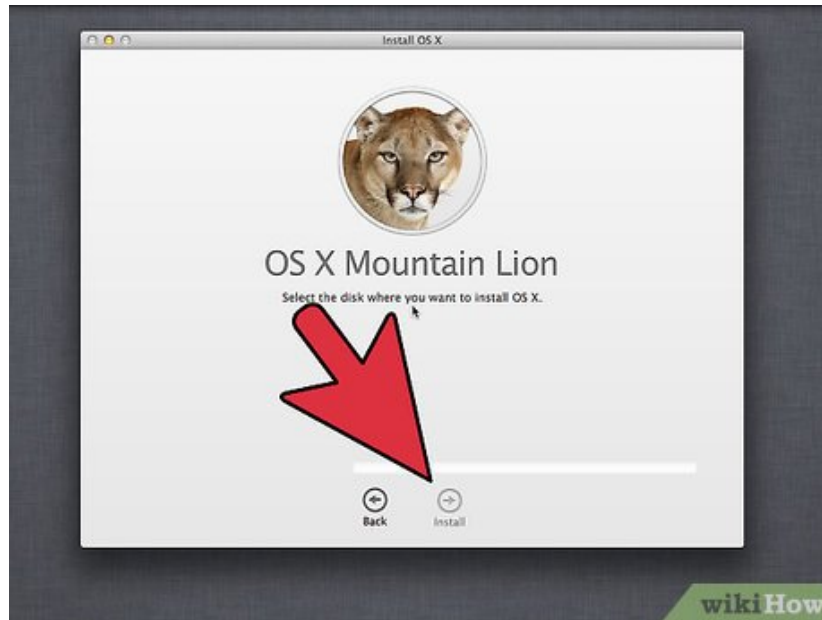 Install OS X
OS X Mountain Lion
Select the disk where you want to install OS X.
Back
Install
wikiHow